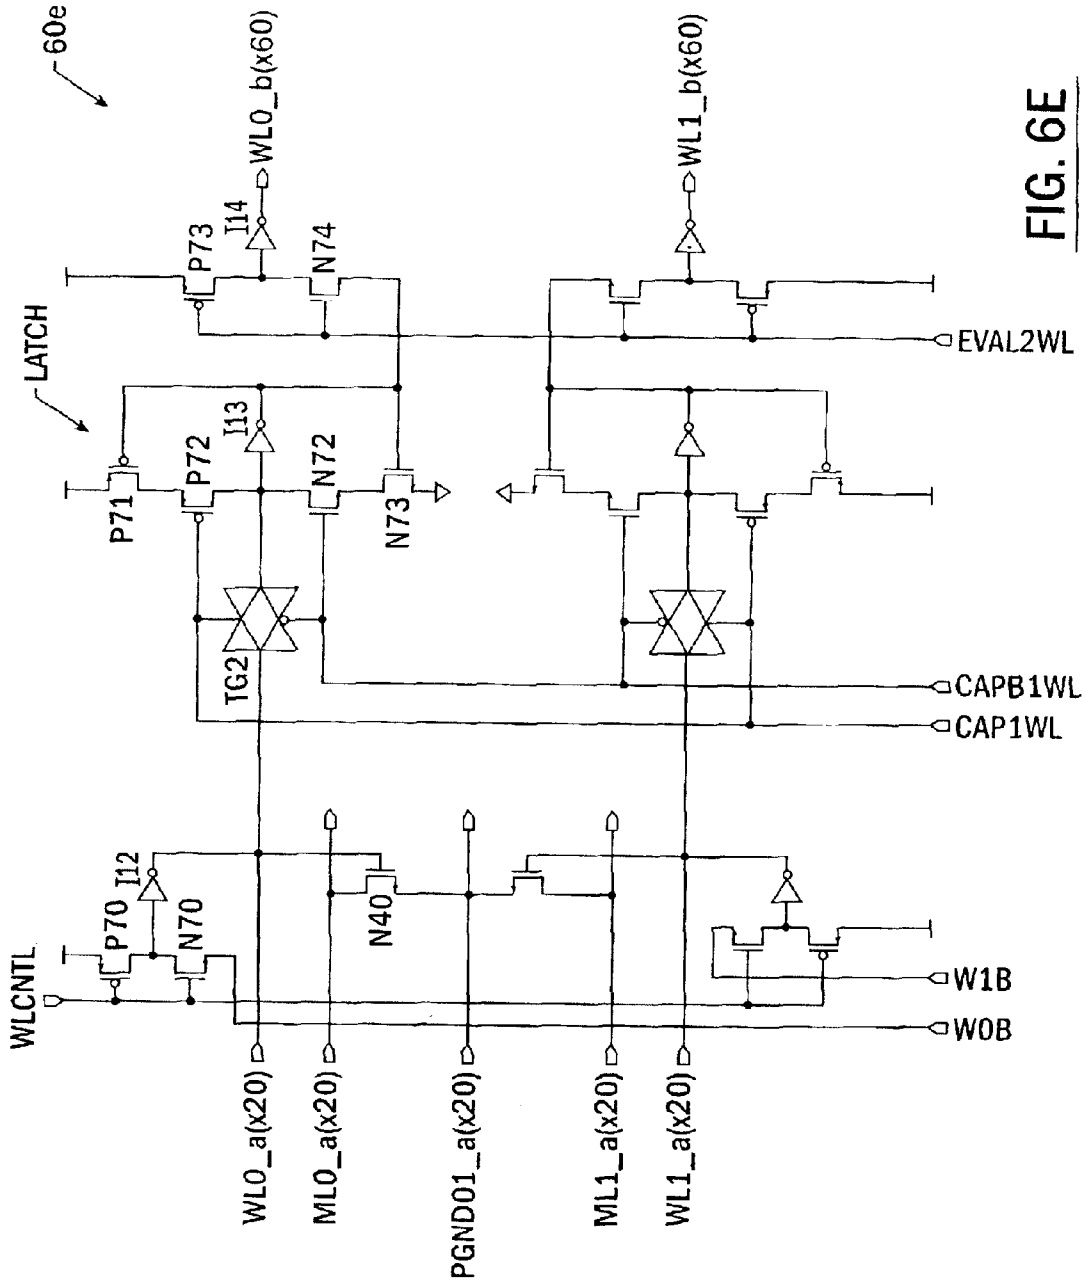 60e
WL0_b(x60)
I14
P73
N74
LATCH
EVAL2WL
WL1_b(x60)
FIG. 6E
P71
P72
I13
N72
N73
TG2
CAPB1WL
CAP1WL
WLCNTL
P70
I12
N70
N40
W1B
W0B
WL0_a(x20)
ML0_a(x20)
PGND01_a(x20)
ML1_a(x20)
WL1_a(x20)